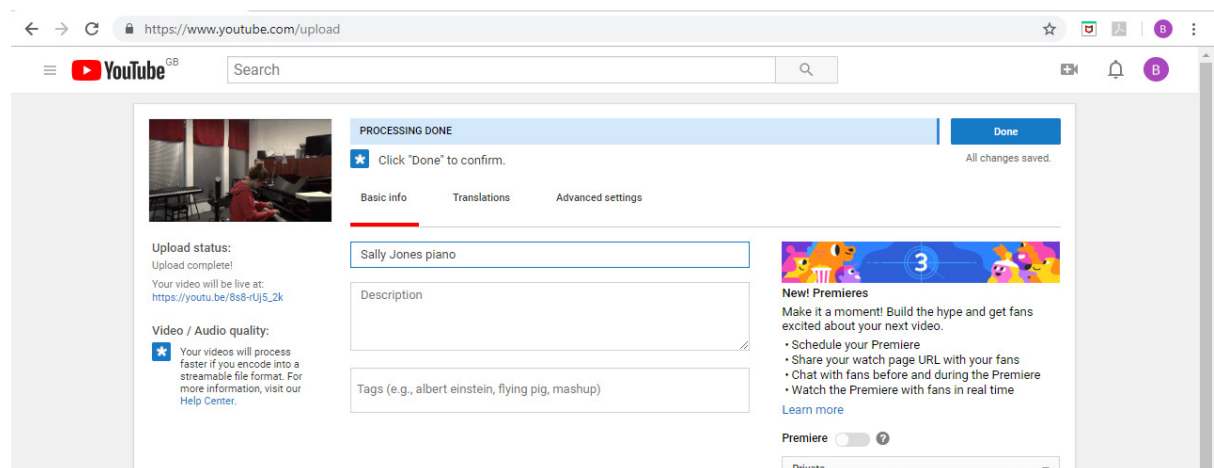 https://www.youtube.com/upload
B
YouTube GB
Search
B
PROCESSING DONE
Done
Click "Done" to confirm.
All changes saved.
Basic info
Translations
Advanced settings
Upload status:
Upload complete!
Your video will be live at:
https://youtu.be/8s8-rUj5_2k
Video / Audio quality:
Your videos will process
faster if you encode into a
streamable file format. For
more information, visit our
Help Center.
Sally Jones piano
Description
Tags (e.g., albert einstein, flying pig, mashup)
3
New! Premieres
Make it a moment! Build the hype and get fans
excited about your next video.
• Schedule your Premiere
• Share your watch page URL with your fans
• Chat with fans before and during the Premiere
• Watch the Premiere with fans in real time
Learn more
Premiere
Private